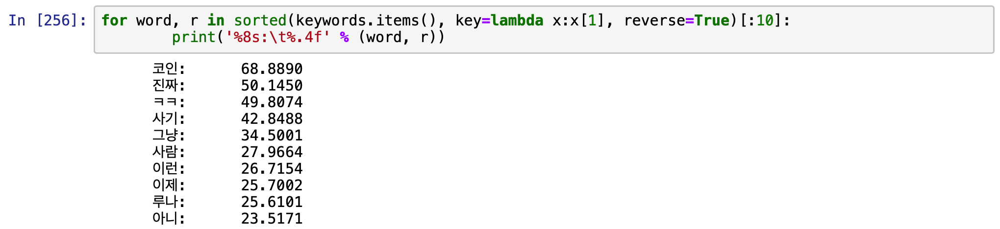 In [256]: for word, r in sorted(keywords.items(), key=lambda x:x[1], reverse=True)[:10]:
print('%8s:\t%.4f' % (word, r))
코인: 68.8890
진짜: 50.1450
ㅋㅋ: 49.8074
사기: 42.8488
그냥: 34.5001
사람: 27.9664
이런: 26.7154
이제: 25.7002
루나: 25.6101
아니: 23.5171